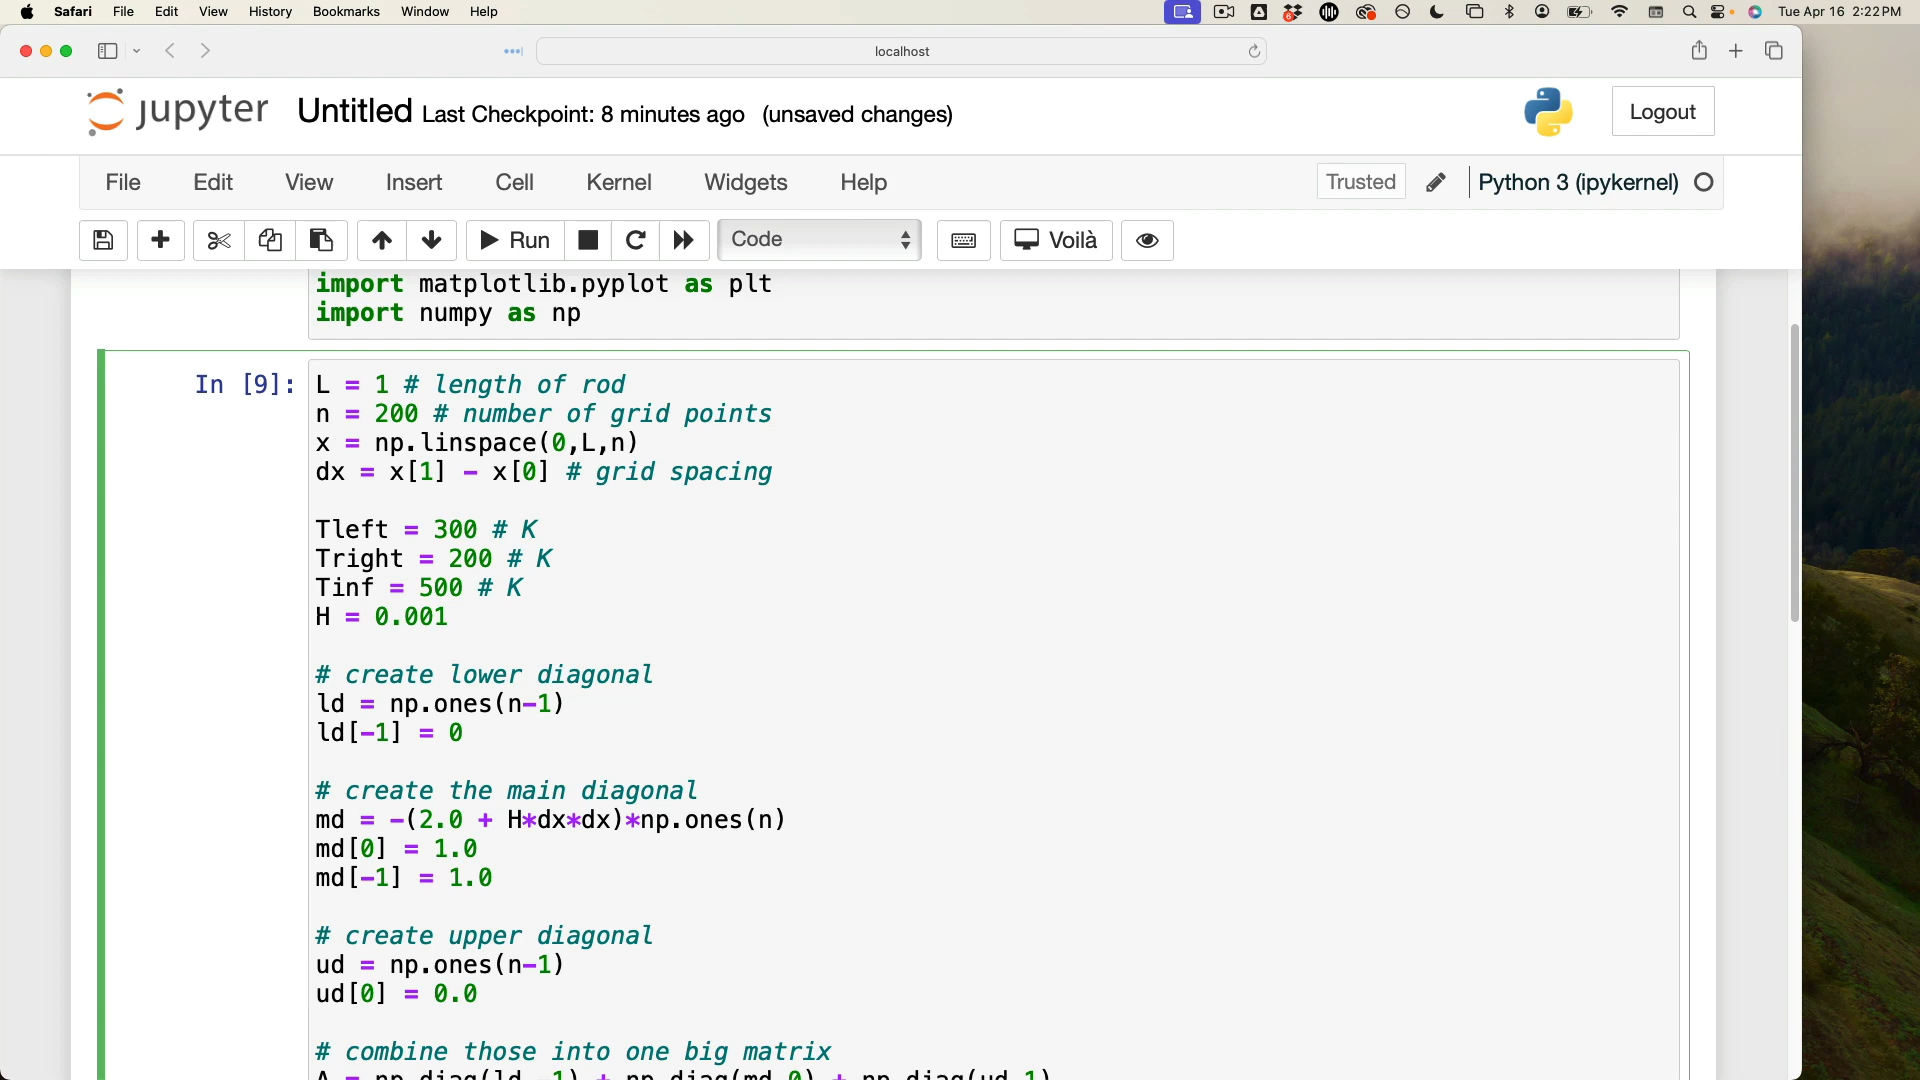 Safari File Edit View History Bookmarks Window Help Tue Apr 16 2:22 PM
localhost
jupyter Untitled Last Checkpoint: 8 minutes ago (unsaved changes) Logout
File Edit View Insert Cell Kernel Widgets Help Trusted Python 3 (ipykernel)
Run Code Voilà
import matplotlib.pyplot as plt
import numpy as np
In [9]: L = 1 # length of rod
n = 200 # number of grid points
x = np.linspace(0,L,n)
dx = x[1] - x[0] # grid spacing
Tleft = 300 # K
Tright = 200 # K
Tinf = 500 # K
H = 0.001
# create lower diagonal
ld = np.ones(n-1)
ld[-1] = 0
# create the main diagonal
md = -(2.0 + H*dx*dx)*np.ones(n)
md[0] = 1.0
md[-1] = 1.0
# create upper diagonal
ud = np.ones(n-1)
ud[0] = 0.0
# combine those into one big matrix
A = np.diag(ld,-1) + np.diag(md,0) + np.diag(ud,1)